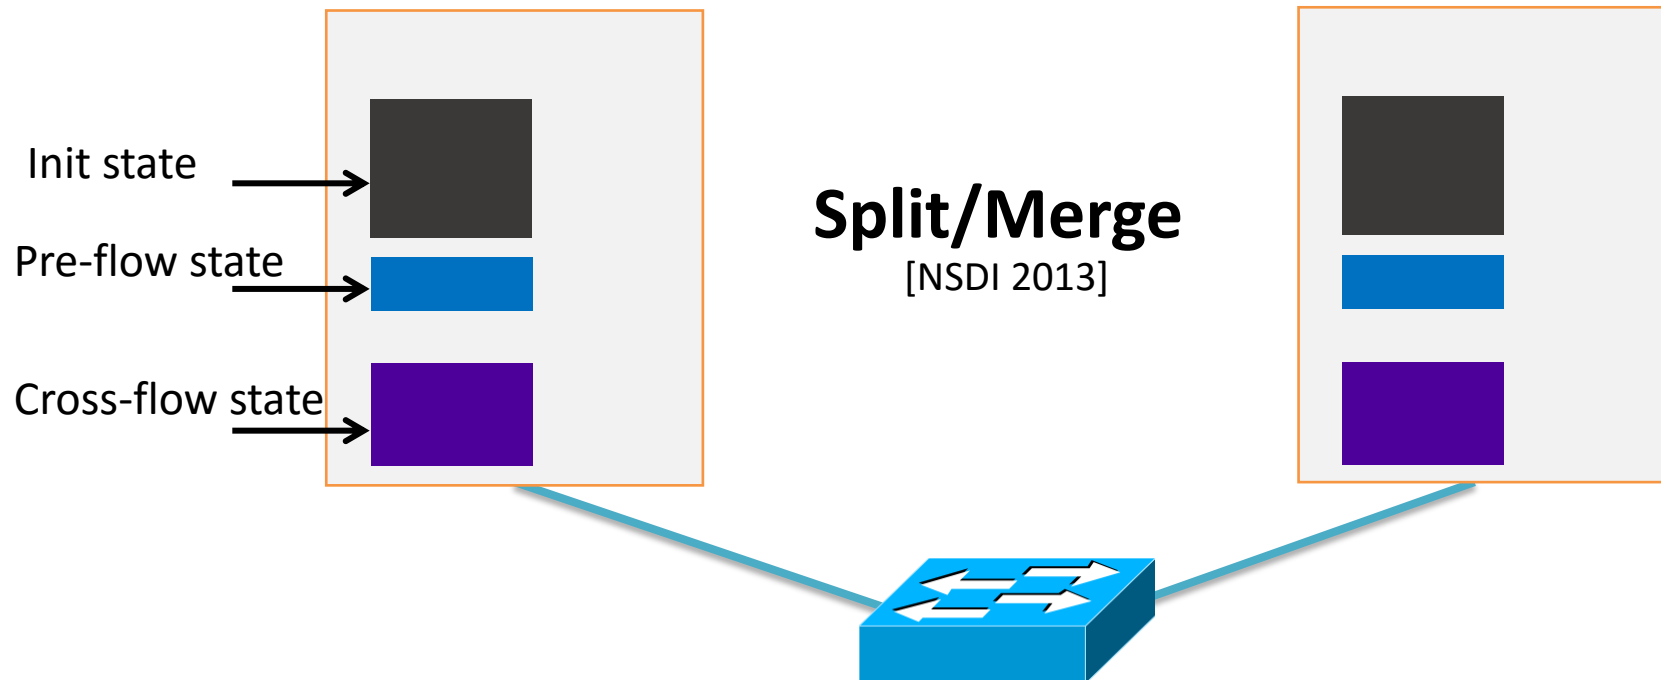 Init state
Pre-flow state
Cross-flow state
Split/Merge
[NSDI 2013]